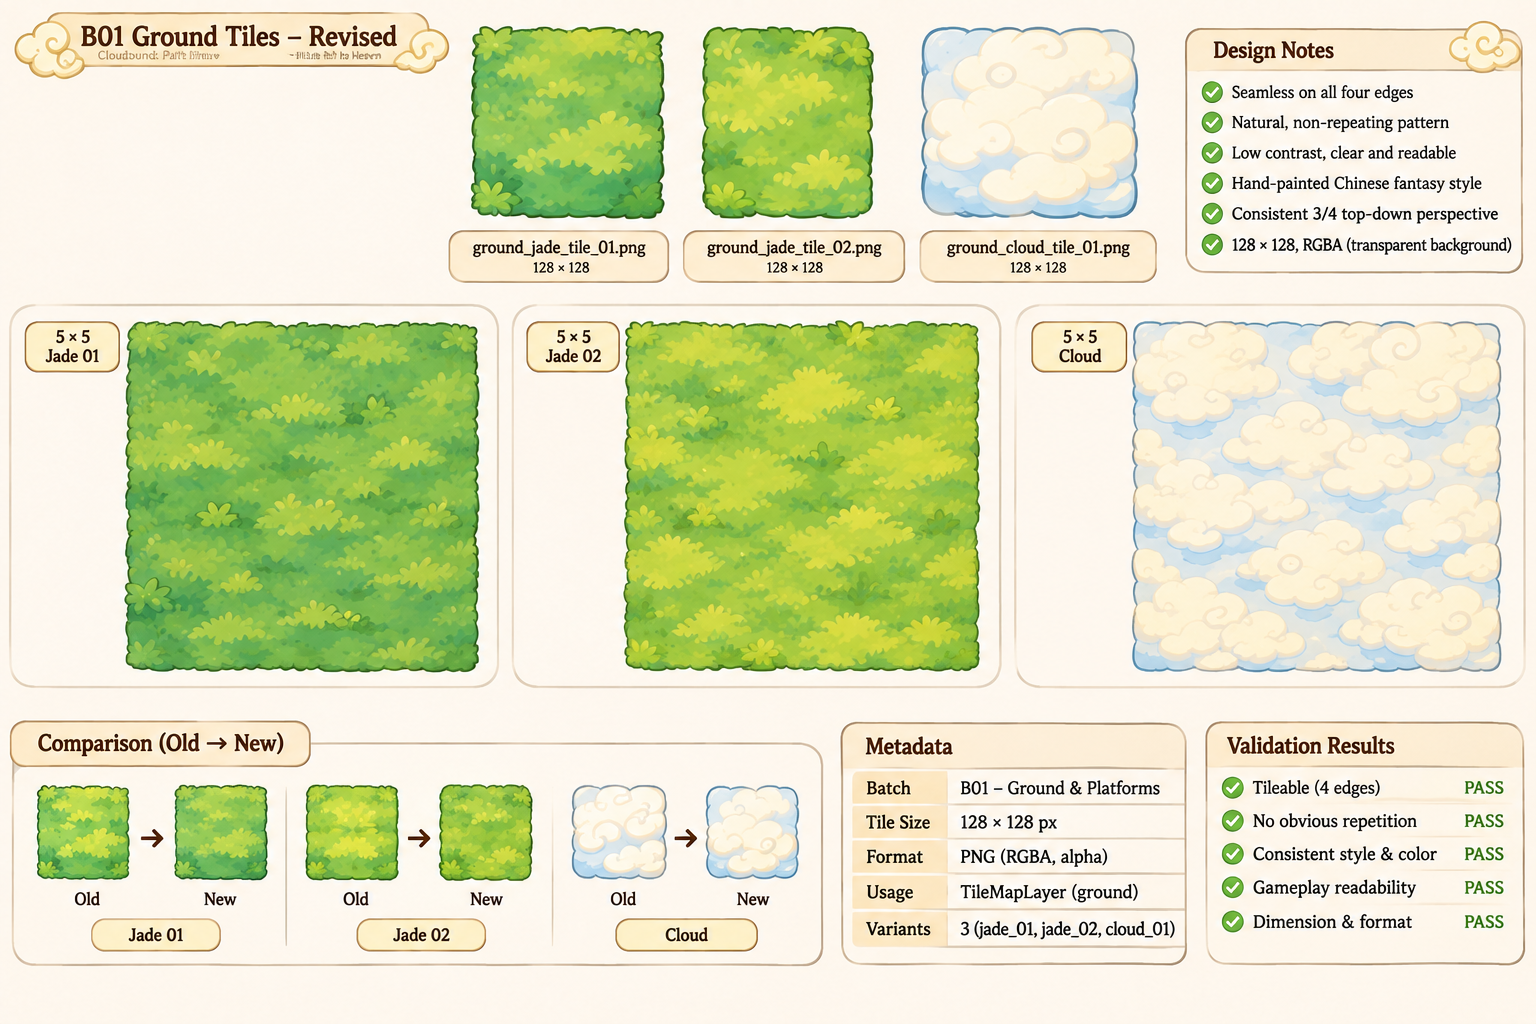 B01 Ground Tiles – Revised
Cloudbound:
ground_jade_tile_01.png
128 × 128
ground_jade_tile_02.png
128 × 128
ground_cloud_tile_01.png
128 × 128
Design Notes
Seamless on all four edges
Natural, non-repeating pattern
Low contrast, clear and readable
Hand-painted Chinese fantasy style
Consistent 3/4 top-down perspective
128 × 128, RGBA (transparent background)
5 × 5
Jade 01
5 × 5
Jade 02
5 × 5
Cloud
Comparison (Old → New)
Old
New
Jade 01
Old
New
Jade 02
Old
New
Cloud
Metadata
Batch B01 – Ground & Platforms
Tile Size 128 × 128 px
Format PNG (RGBA, alpha)
Usage TileMapLayer (ground)
Variants 3 (jade_01, jade_02, cloud_01)
Validation Results
Tileable (4 edges) PASS
No obvious repetition PASS
Consistent style & color PASS
Gameplay readability PASS
Dimension & format PASS